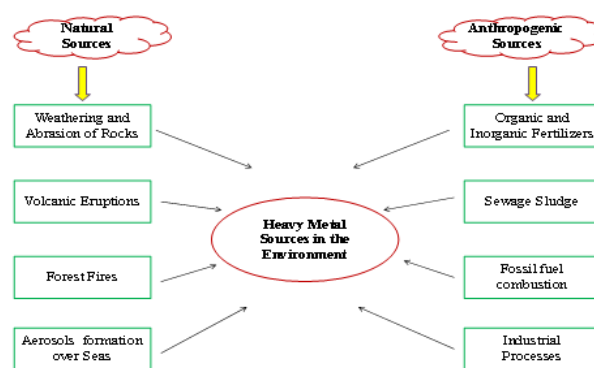 Natural
Sources
Anthropogenic
Sources
Weathering and
Abrasion of Rocks
Organic and
Inorganic Fertilizers
Volcanic Eruptions
Sewage Sludge
Heavy Metal
Sources in the
Environment
Forest Fires
Fossil fuel
combustion
Aerosols formation
over Seas
Industrial
Processes